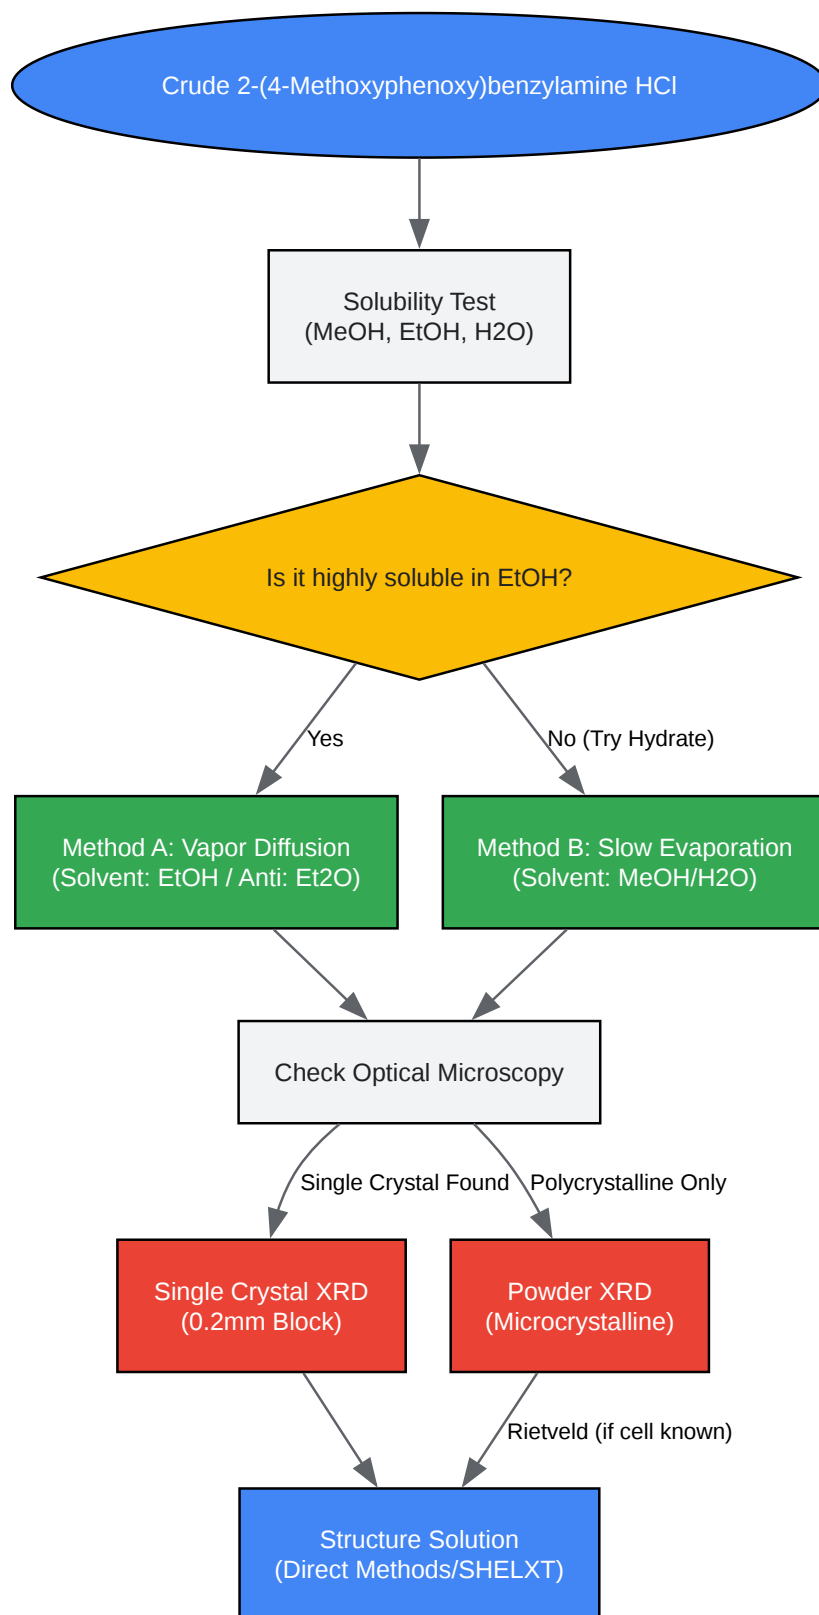 Crude 2-(4-Methoxyphenoxy)benzylamine HCl
Solubility Test
(MeOH, EtOH, H2O)
Is it highly soluble in EtOH?
Yes
No (Try Hydrate)
Method A: Vapor Diffusion
(Solvent: EtOH / Anti: Et2O)
Method B: Slow Evaporation
(Solvent: MeOH/H2O)
Check Optical Microscopy
Single Crystal Found
Polycrystalline Only
Single Crystal XRD
(0.2mm Block)
Powder XRD
(Microcrystalline)
Rietveld (if cell known)
Structure Solution
(Direct Methods/SHELXT)